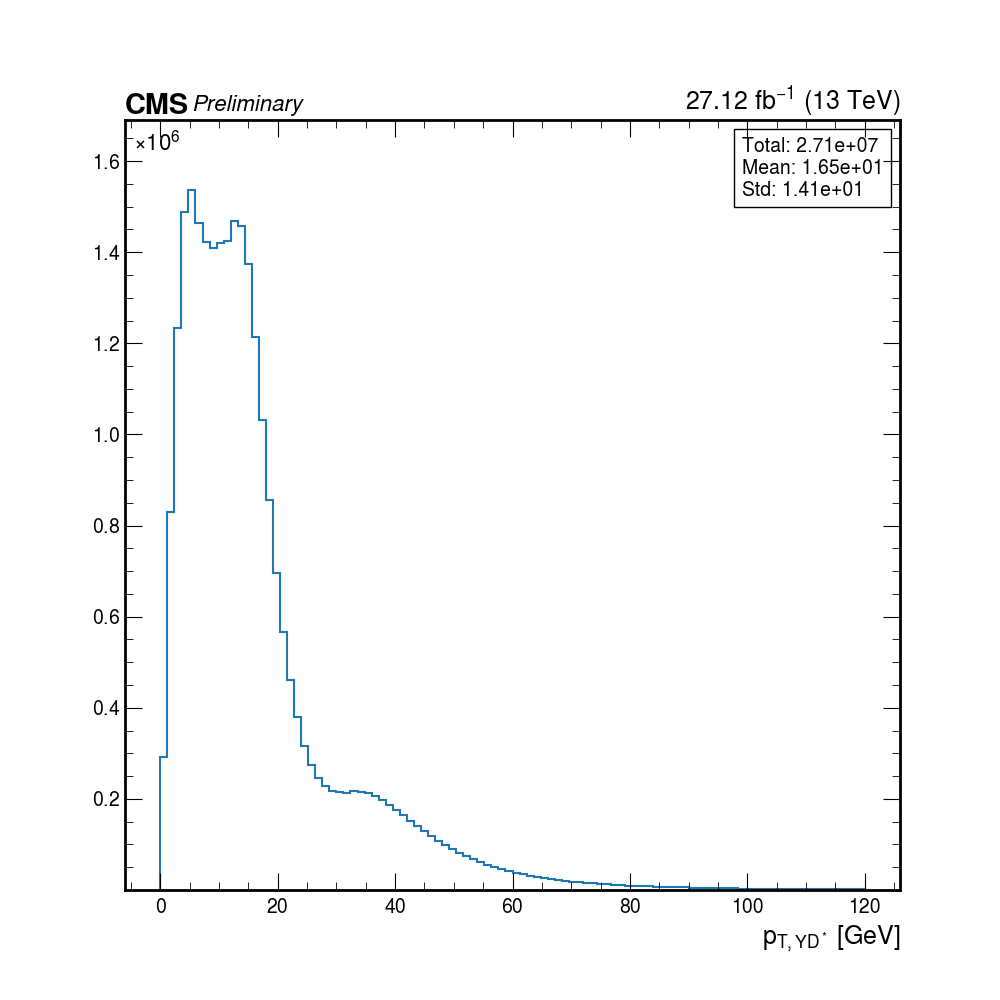 CMS Preliminary
27.12 fb⁻¹ (13 TeV)
×10⁶
Total: 2.71e+07
Mean: 1.65e+01
Std: 1.41e+01
1.6
1.4
1.2
1.0
0.8
0.6
0.4
0.2
0 20 40 60 80 100 120
p_{T, YD^*} [GeV]